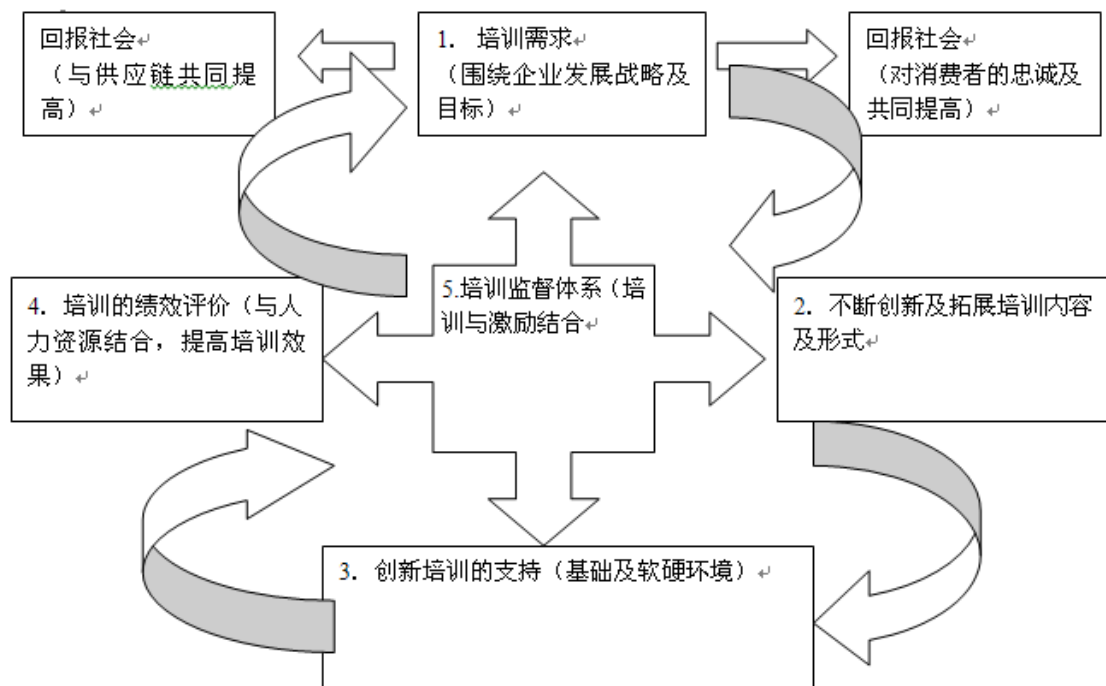 回报社会
（与供应链共同提
高）
1. 培训需求
（围绕企业发展战略及
目标）
回报社会
（对消费者的忠诚及
共同提高）
4. 培训的绩效评价（与人
力资源结合，提高培训效
果）
5.培训监督体系（培
训与激励结合
2. 不断创新及拓展培训内容
及形式
3. 创新培训的支持（基础及软硬环境）